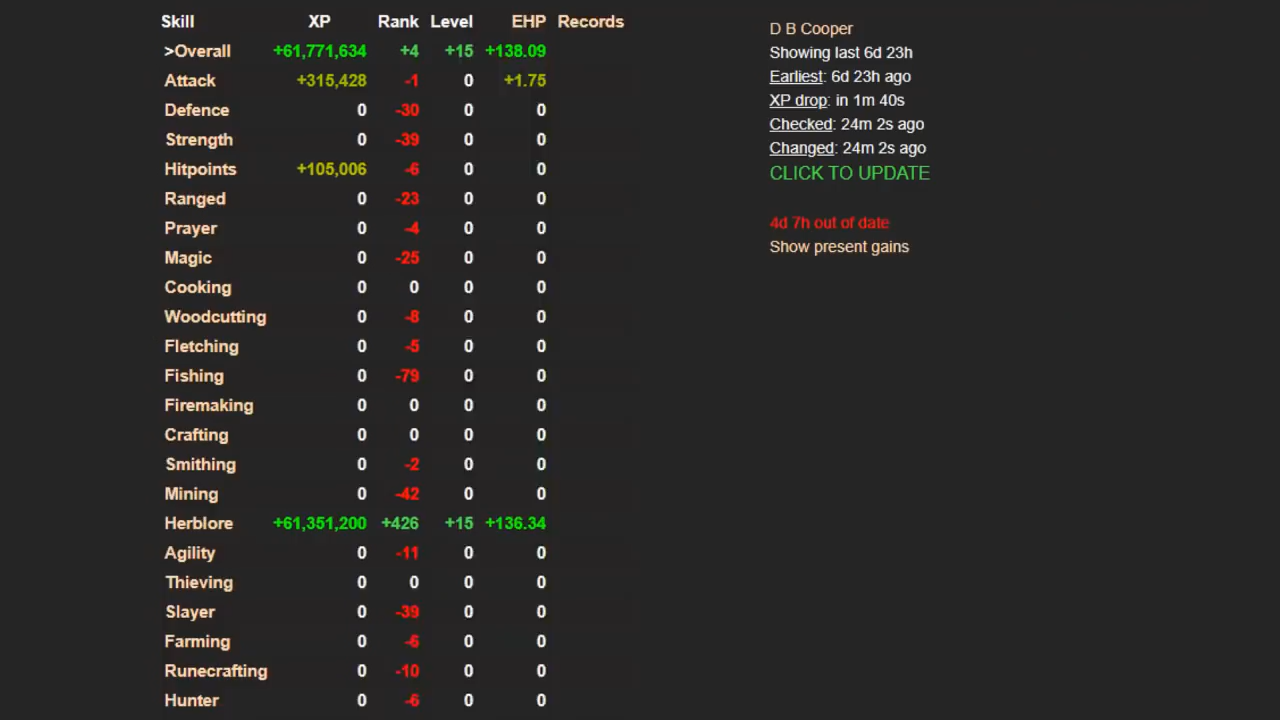 Skill XP Rank Level EHP Records
>Overall +61,771,634 +4 +15 +138.09
Attack +315,428 -1 0 +1.75
Defence 0 -30 0 0
Strength 0 -39 0 0
Hitpoints +105,006 -6 0 0
Ranged 0 -23 0 0
Prayer 0 -4 0 0
Magic 0 -25 0 0
Cooking 0 0 0 0
Woodcutting 0 -8 0 0
Fletching 0 -5 0 0
Fishing 0 -79 0 0
Firemaking 0 0 0 0
Crafting 0 0 0 0
Smithing 0 -2 0 0
Mining 0 -42 0 0
Herblore +61,351,200 +426 +15 +136.34
Agility 0 -11 0 0
Thieving 0 0 0 0
Slayer 0 -39 0 0
Farming 0 -6 0 0
Runecrafting 0 -10 0 0
Hunter 0 -6 0 0
D B Cooper
Showing last 6d 23h
Earliest: 6d 23h ago
XP drop: in 1m 40s
Checked: 24m 2s ago
Changed: 24m 2s ago
CLICK TO UPDATE
4d 7h out of date
Show present gains